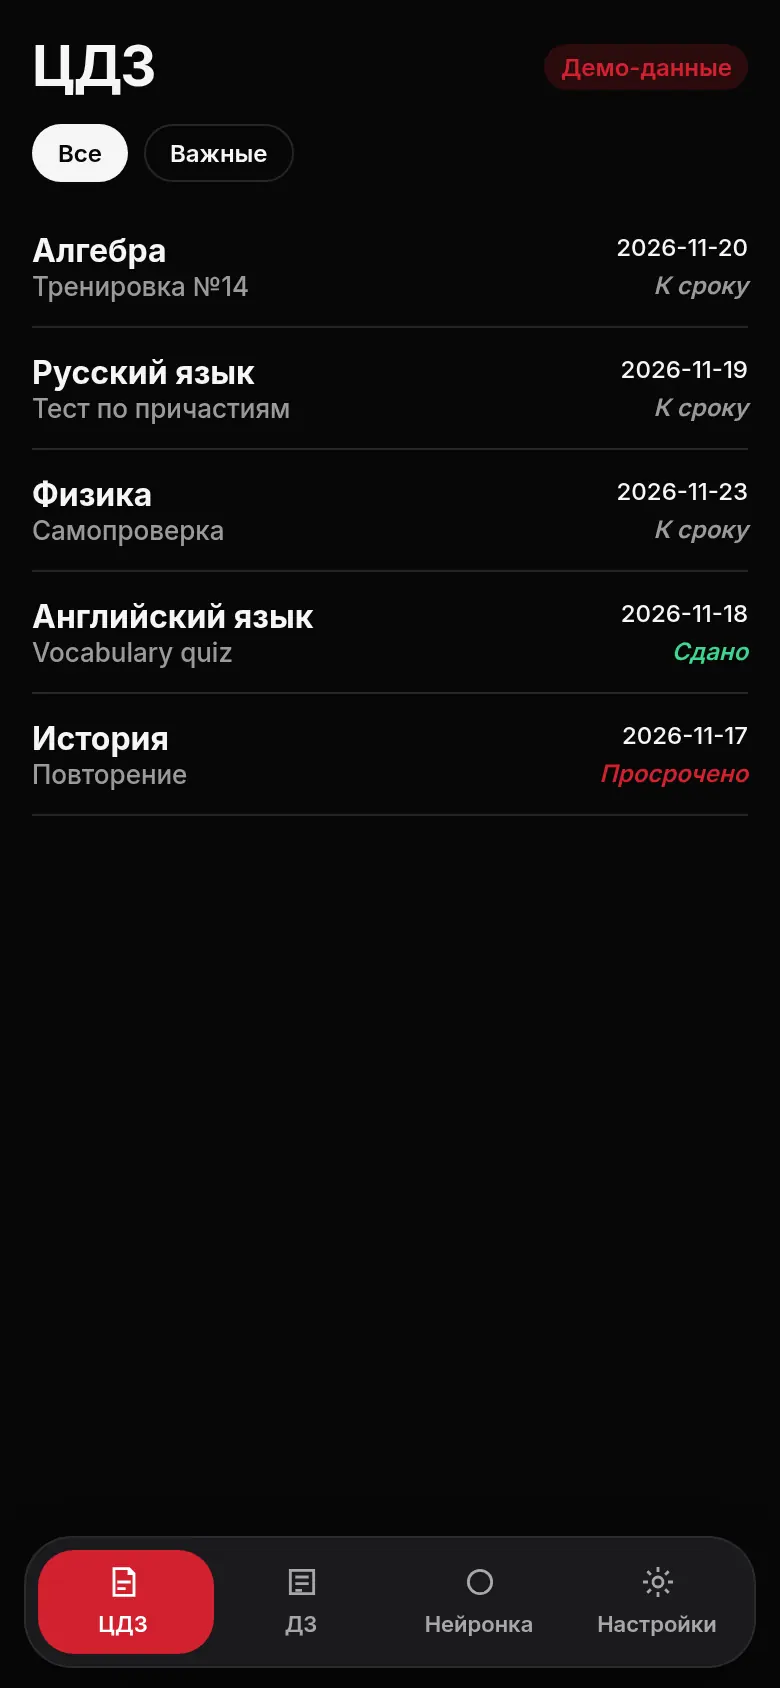 ЦДЗ
Демо-данные
Все
Важные
Алгебра
2026-11-20
Тренировка №14
К сроку
Русский язык
2026-11-19
Тест по причастиям
К сроку
Физика
2026-11-23
Самопроверка
К сроку
Английский язык
2026-11-18
Vocabulary quiz
Сдано
История
2026-11-17
Повторение
Просрочено
ЦДЗ
ДЗ
Нейронка
Настройки